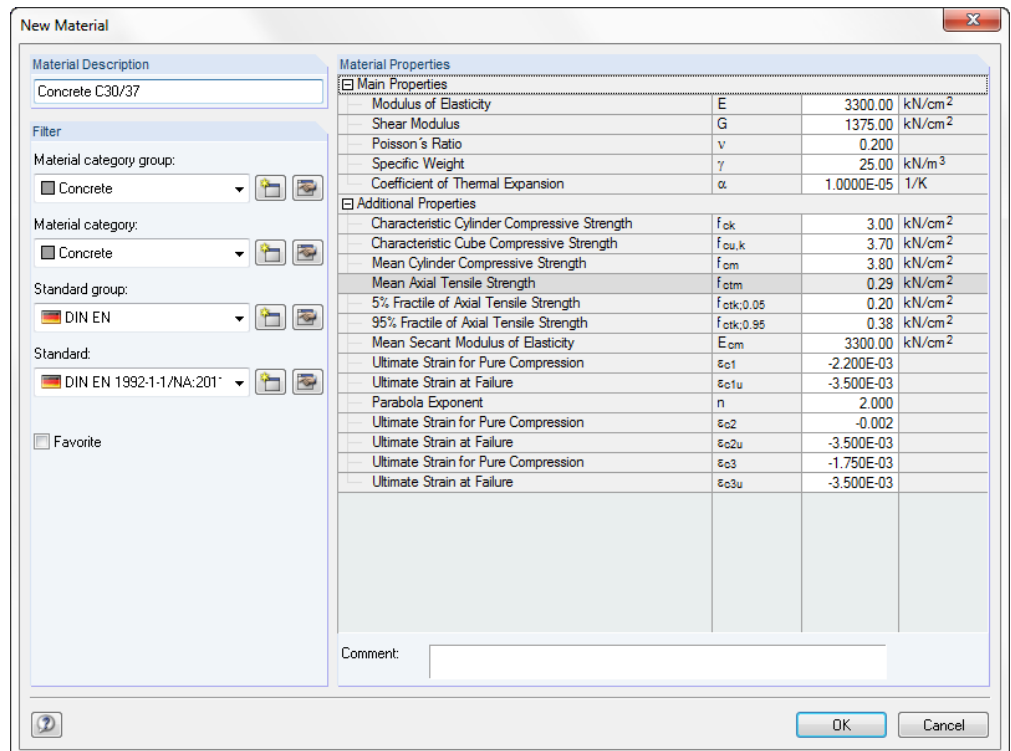 New Material
Material Description
Concrete C30/37
Filter
Material category group:
Concrete
Material category:
Concrete
Standard group:
DIN EN
Standard:
DIN EN 1992-1-1/NA:201
Favorite
Material Properties
Main Properties
Modulus of Elasticity E 3300.00 kN/cm²
Shear Modulus G 1375.00 kN/cm²
Poisson´s Ratio ν 0.200
Specific Weight γ 25.00 kN/m³
Coefficient of Thermal Expansion α 1.0000E-05 1/K
Additional Properties
Characteristic Cylinder Compressive Strength fck 3.00 kN/cm²
Characteristic Cube Compressive Strength fcu,k 3.70 kN/cm²
Mean Cylinder Compressive Strength fcm 3.80 kN/cm²
Mean Axial Tensile Strength fctm 0.29 kN/cm²
5% Fractile of Axial Tensile Strength fctk;0.05 0.20 kN/cm²
95% Fractile of Axial Tensile Strength fctk;0.95 0.38 kN/cm²
Mean Secant Modulus of Elasticity Ecm 3300.00 kN/cm²
Ultimate Strain for Pure Compression εc1 -2.200E-03
Ultimate Strain at Failure εc1u -3.500E-03
Parabola Exponent n 2.000
Ultimate Strain for Pure Compression εc2 -0.002
Ultimate Strain at Failure εc2u -3.500E-03
Ultimate Strain for Pure Compression εc3 -1.750E-03
Ultimate Strain at Failure εc3u -3.500E-03
Comment:
OK Cancel